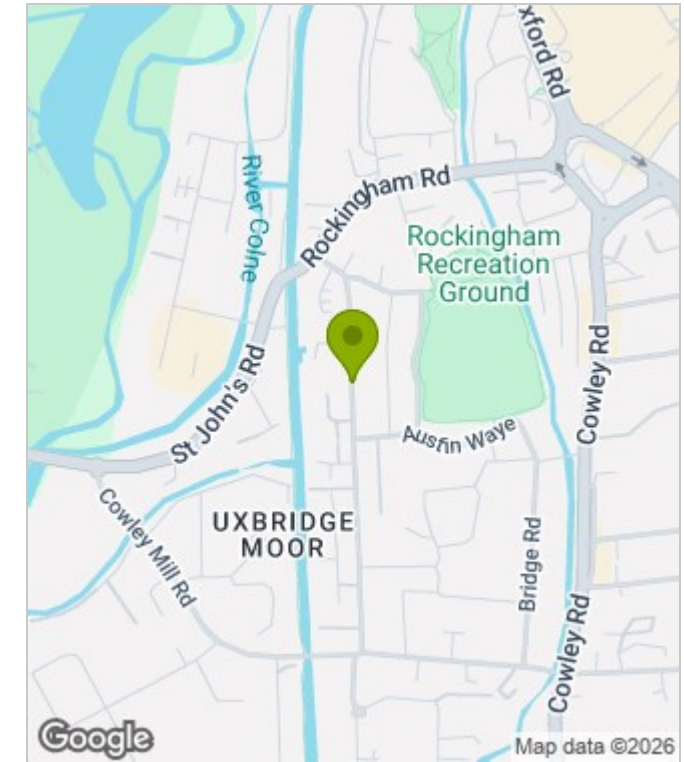 xford Rd
River Colne
Rockingham Rd
Rockingham
Recreation
Ground
Cowley Rd
St John's Rd
Austin Waye
UXBRIDGE
MOOR
Cowley Mill Rd
Bridge Rd
Cowley Rd
Google
Map data ©2026